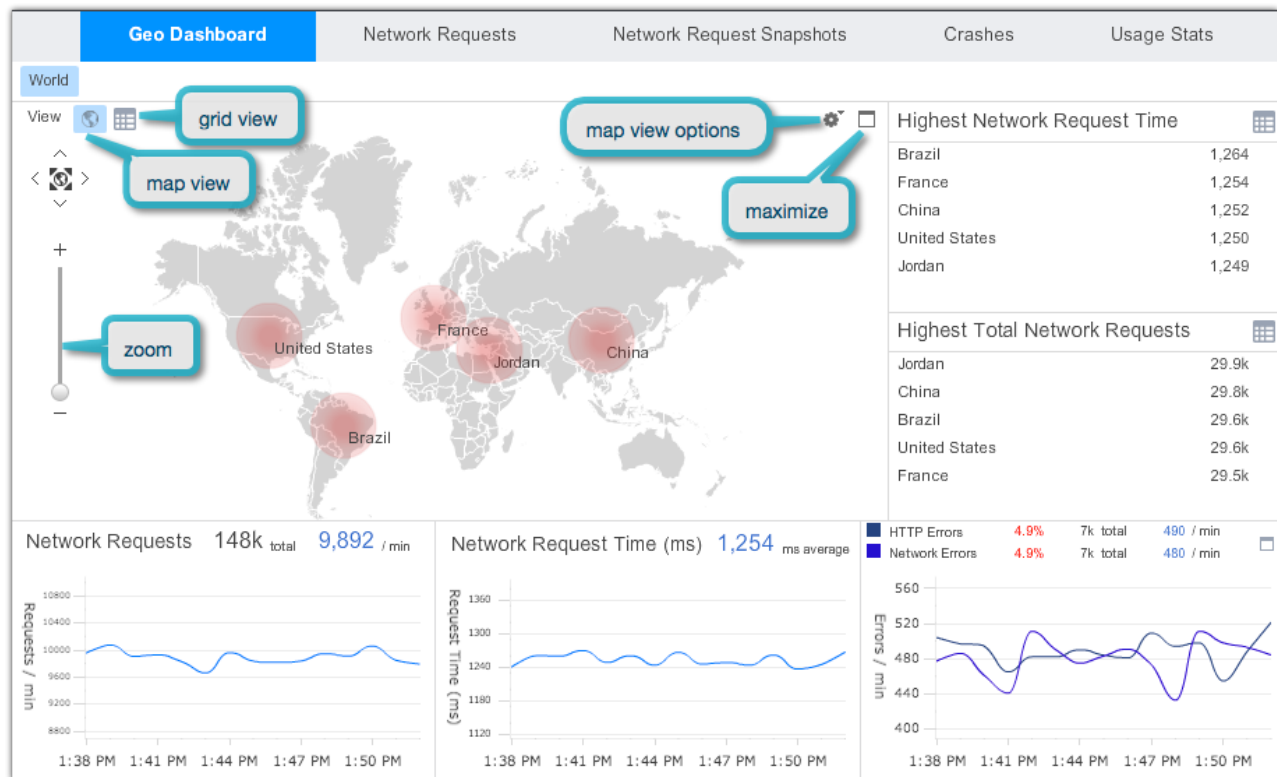 Geo Dashboard Network Requests Network Request Snapshots Crashes Usage Stats
World
View
grid view
map view
map view options
maximize
+
zoom
−
United States
France
Jordan
China
Brazil
Highest Network Request Time
Brazil 1,264
France 1,254
China 1,252
United States 1,250
Jordan 1,249
Highest Total Network Requests
Jordan 29.9k
China 29.8k
Brazil 29.6k
United States 29.6k
France 29.5k
Network Requests 148k total 9,892 / min
Requests / min
10800
10400
10000
9600
9200
8800
1:38 PM 1:41 PM 1:44 PM 1:47 PM 1:50 PM
Network Request Time (ms) 1,254 ms average
Request Time (ms)
1360
1300
1240
1180
1120
1:38 PM 1:41 PM 1:44 PM 1:47 PM 1:50 PM
HTTP Errors 4.9% 7k total 490 / min
Network Errors 4.9% 7k total 480 / min
Errors / min
560
520
480
440
400
1:38 PM 1:41 PM 1:44 PM 1:47 PM 1:50 PM